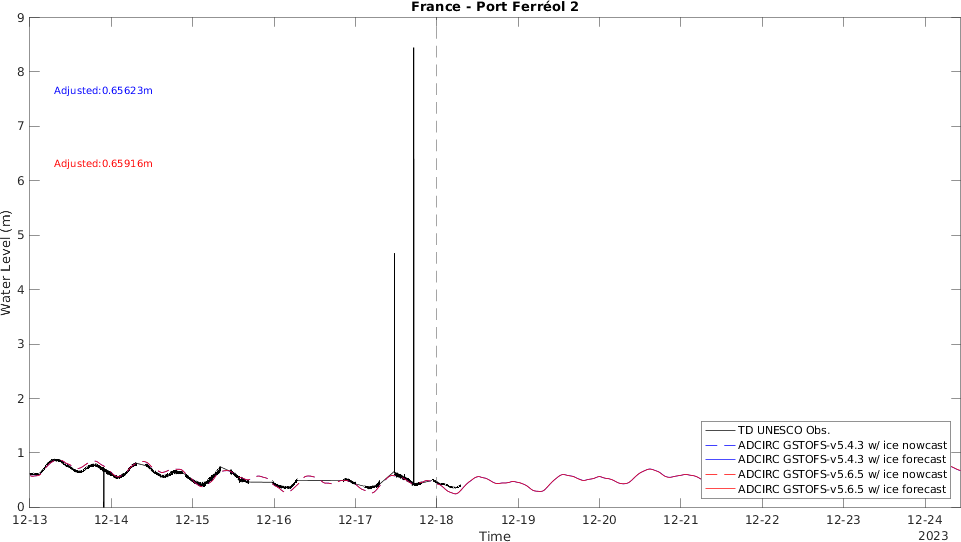 France - Port Ferréol 2
9
8
7
6
5
4
3
2
1
0
Water Level (m)
Adjusted:0.65623m
Adjusted:0.65916m
TD UNESCO Obs.
ADCIRC GSTOFS-v5.4.3 w/ ice nowcast
ADCIRC GSTOFS-v5.4.3 w/ ice forecast
ADCIRC GSTOFS-v5.6.5 w/ ice nowcast
ADCIRC GSTOFS-v5.6.5 w/ ice forecast
12-13 12-14 12-15 12-16 12-17 12-18 12-19 12-20 12-21 12-22 12-23 12-24
2023
Time